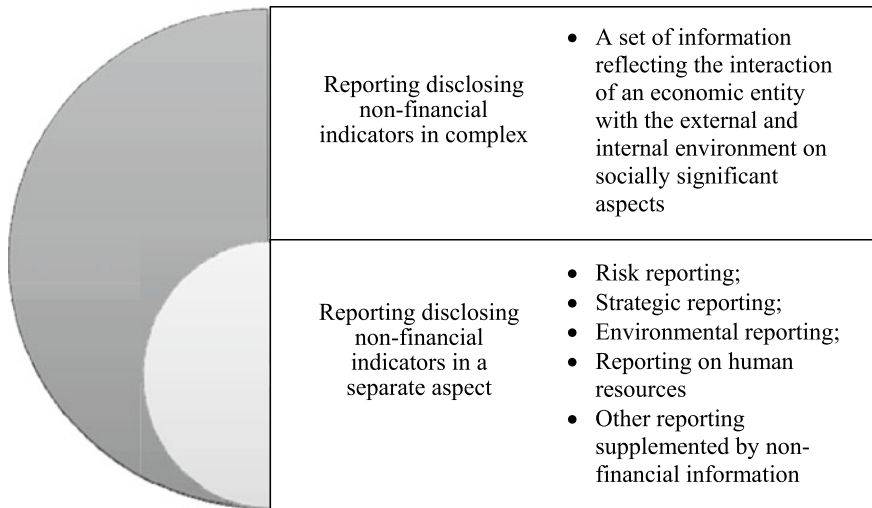 Reporting disclosing
non-financial
indicators in complex
• A set of information
reflecting the interaction
of an economic entity
with the external and
internal environment on
socially significant
aspects
Reporting disclosing
non-financial
indicators in a
separate aspect
• Risk reporting;
• Strategic reporting;
• Environmental reporting;
• Reporting on human
resources
• Other reporting
supplemented by non-
financial information